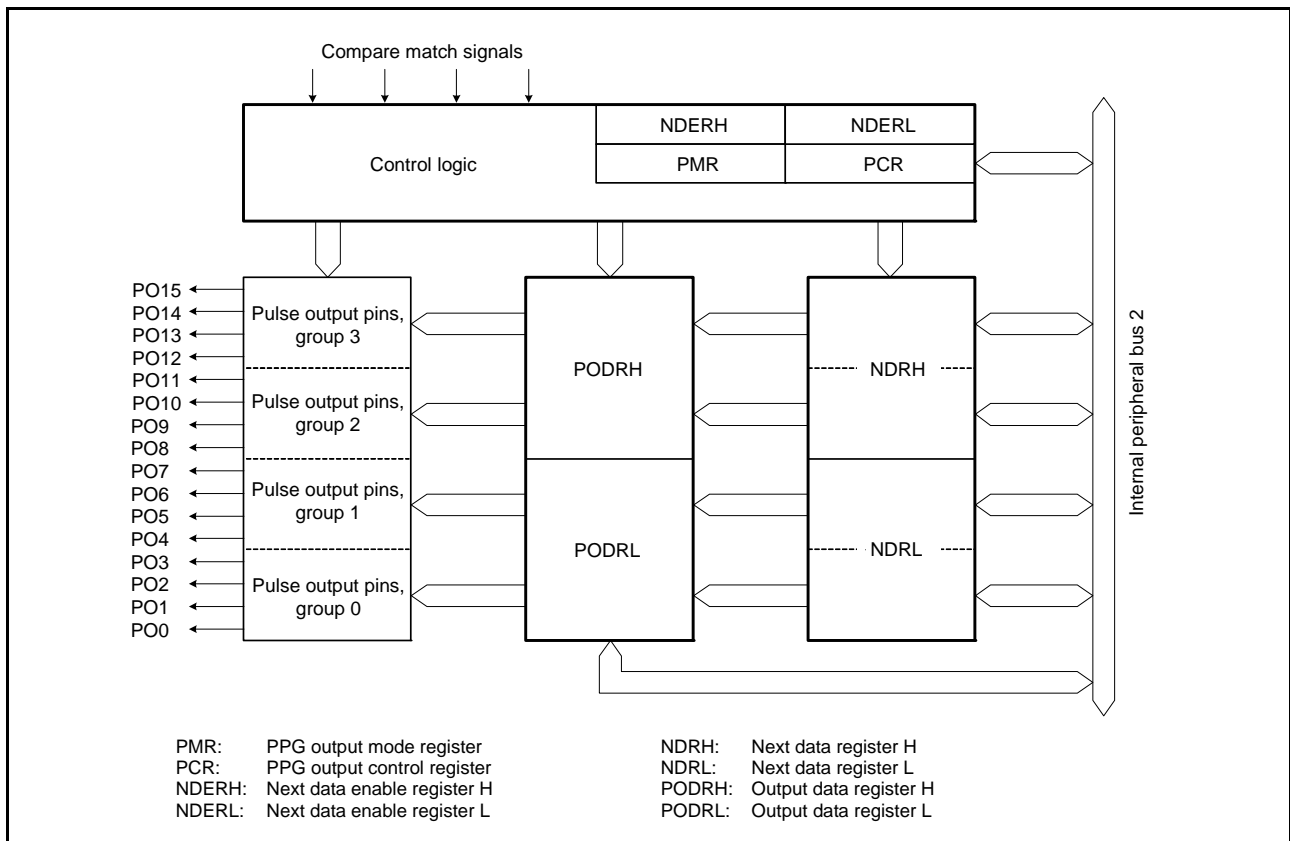 Compare match signals
NDERH
NDERL
Control logic
PMR
PCR
PO15
PO14
PO13
PO12
PO11
PO10
PO9
PO8
PO7
PO6
PO5
PO4
PO3
PO2
PO1
PO0
Pulse output pins,
group 3
Pulse output pins,
group 2
Pulse output pins,
group 1
Pulse output pins,
group 0
PODRH
PODRL
NDRH
NDRL
Internal peripheral bus 2
PMR: PPG output mode register
PCR: PPG output control register
NDERH: Next data enable register H
NDERL: Next data enable register L
NDRH: Next data register H
NDRL: Next data register L
PODRH: Output data register H
PODRL: Output data register L